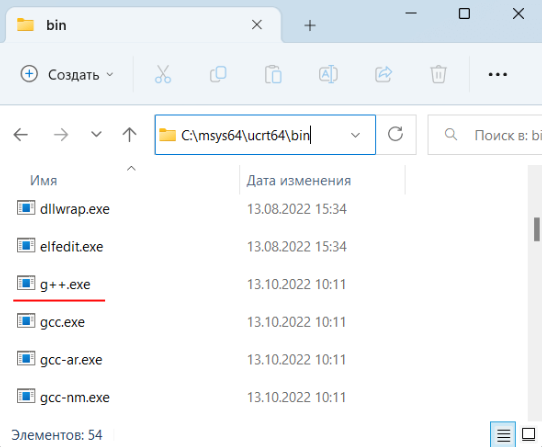 bin
Создать
C:\msys64\ucrt64\bin
Поиск в: bi
Имя
Дата изменения
dllwrap.exe
13.08.2022 15:34
elfedit.exe
13.08.2022 15:34
g++.exe
13.10.2022 10:11
gcc.exe
13.10.2022 10:11
gcc-ar.exe
13.10.2022 10:11
gcc-nm.exe
13.10.2022 10:11
Элементов: 54